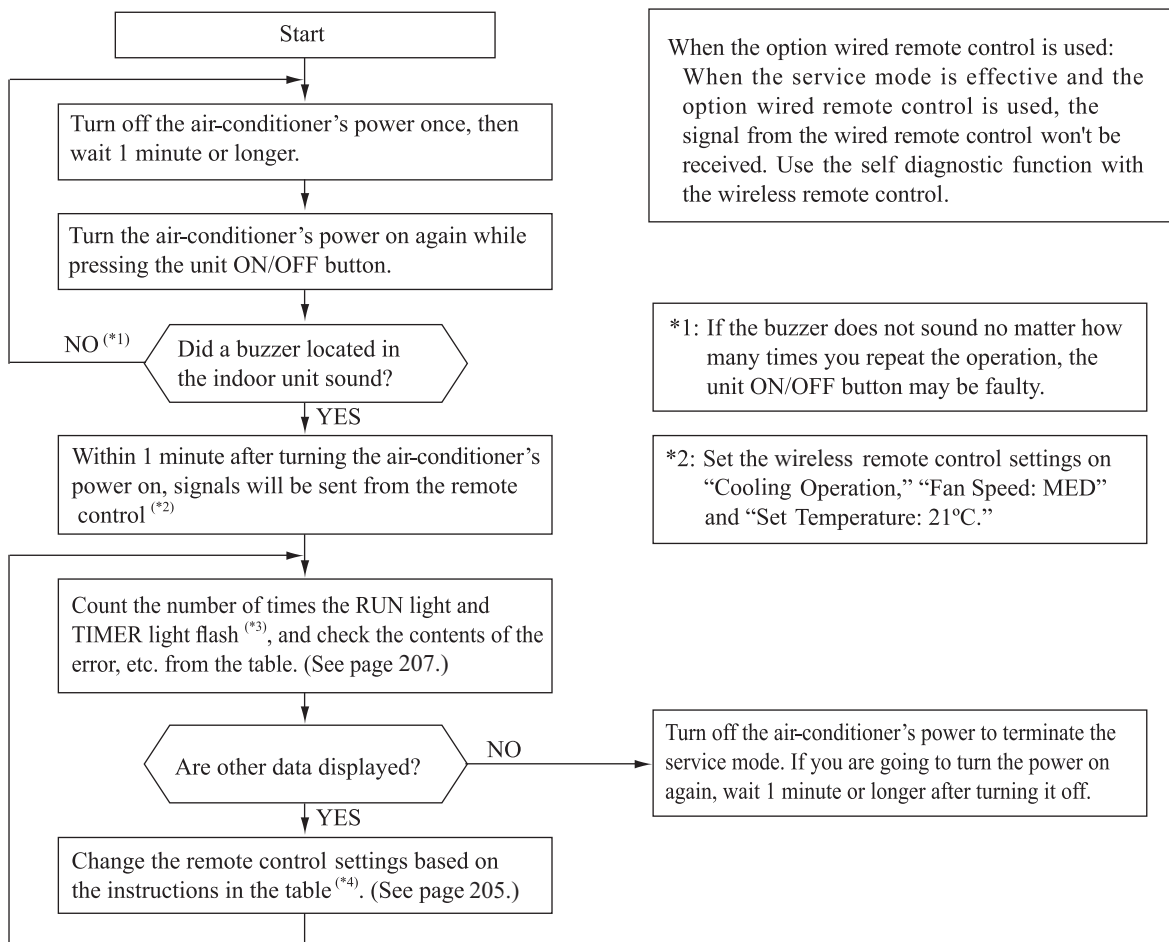 Start
Turn off the air-conditioner's power once, then
wait 1 minute or longer.
Turn the air-conditioner's power on again while
pressing the unit ON/OFF button.
NO (*1)
Did a buzzer located in
the indoor unit sound?
YES
Within 1 minute after turning the air-conditioner's
power on, signals will be sent from the remote
control (*2)
Count the number of times the RUN light and
TIMER light flash (*3), and check the contents of the
error, etc. from the table. (See page 207.)
Are other data displayed?
NO
YES
Change the remote control settings based on
the instructions in the table (*4). (See page 205.)
When the option wired remote control is used:
When the service mode is effective and the
option wired remote control is used, the
signal from the wired remote control won't be
received. Use the self diagnostic function with
the wireless remote control.
*1: If the buzzer does not sound no matter how
many times you repeat the operation, the
unit ON/OFF button may be faulty.
*2: Set the wireless remote control settings on
“Cooling Operation,” “Fan Speed: MED”
and “Set Temperature: 21ºC.”
Turn off the air-conditioner's power to terminate the
service mode. If you are going to turn the power on
again, wait 1 minute or longer after turning it off.